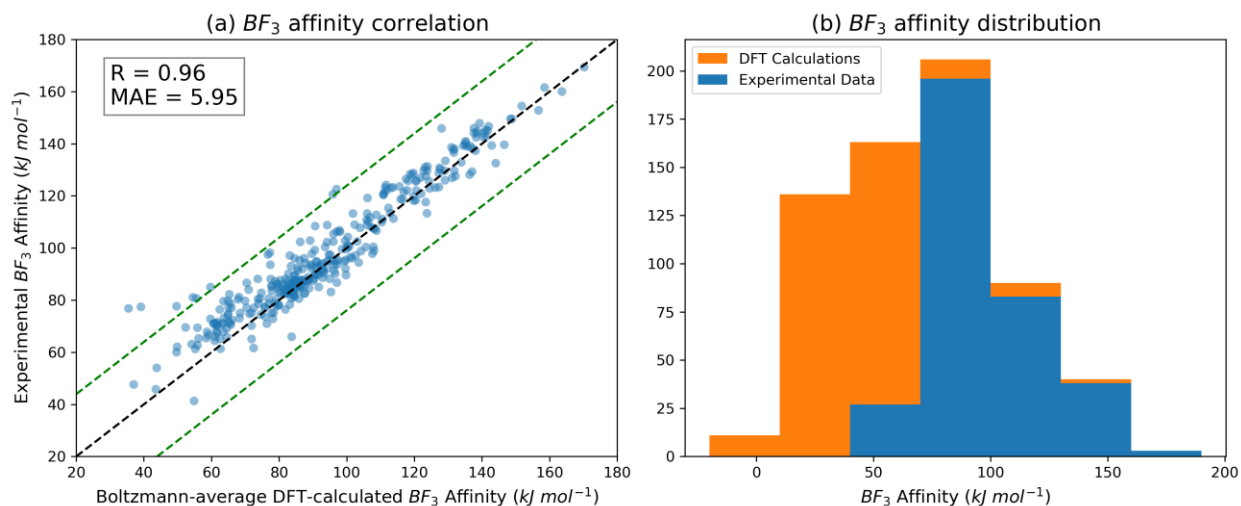 (a) BF₃ affinity correlation
R = 0.96
MAE = 5.95
180
160
140
120
100
80
60
40
20
Experimental BF₃ Affinity (kJ mol⁻¹)
20 40 60 80 100 120 140 160 180
Boltzmann-average DFT-calculated BF₃ Affinity (kJ mol⁻¹)
(b) BF₃ affinity distribution
DFT Calculations
Experimental Data
200
175
150
125
100
75
50
25
0
0 50 100 150 200
BF₃ Affinity (kJ mol⁻¹)